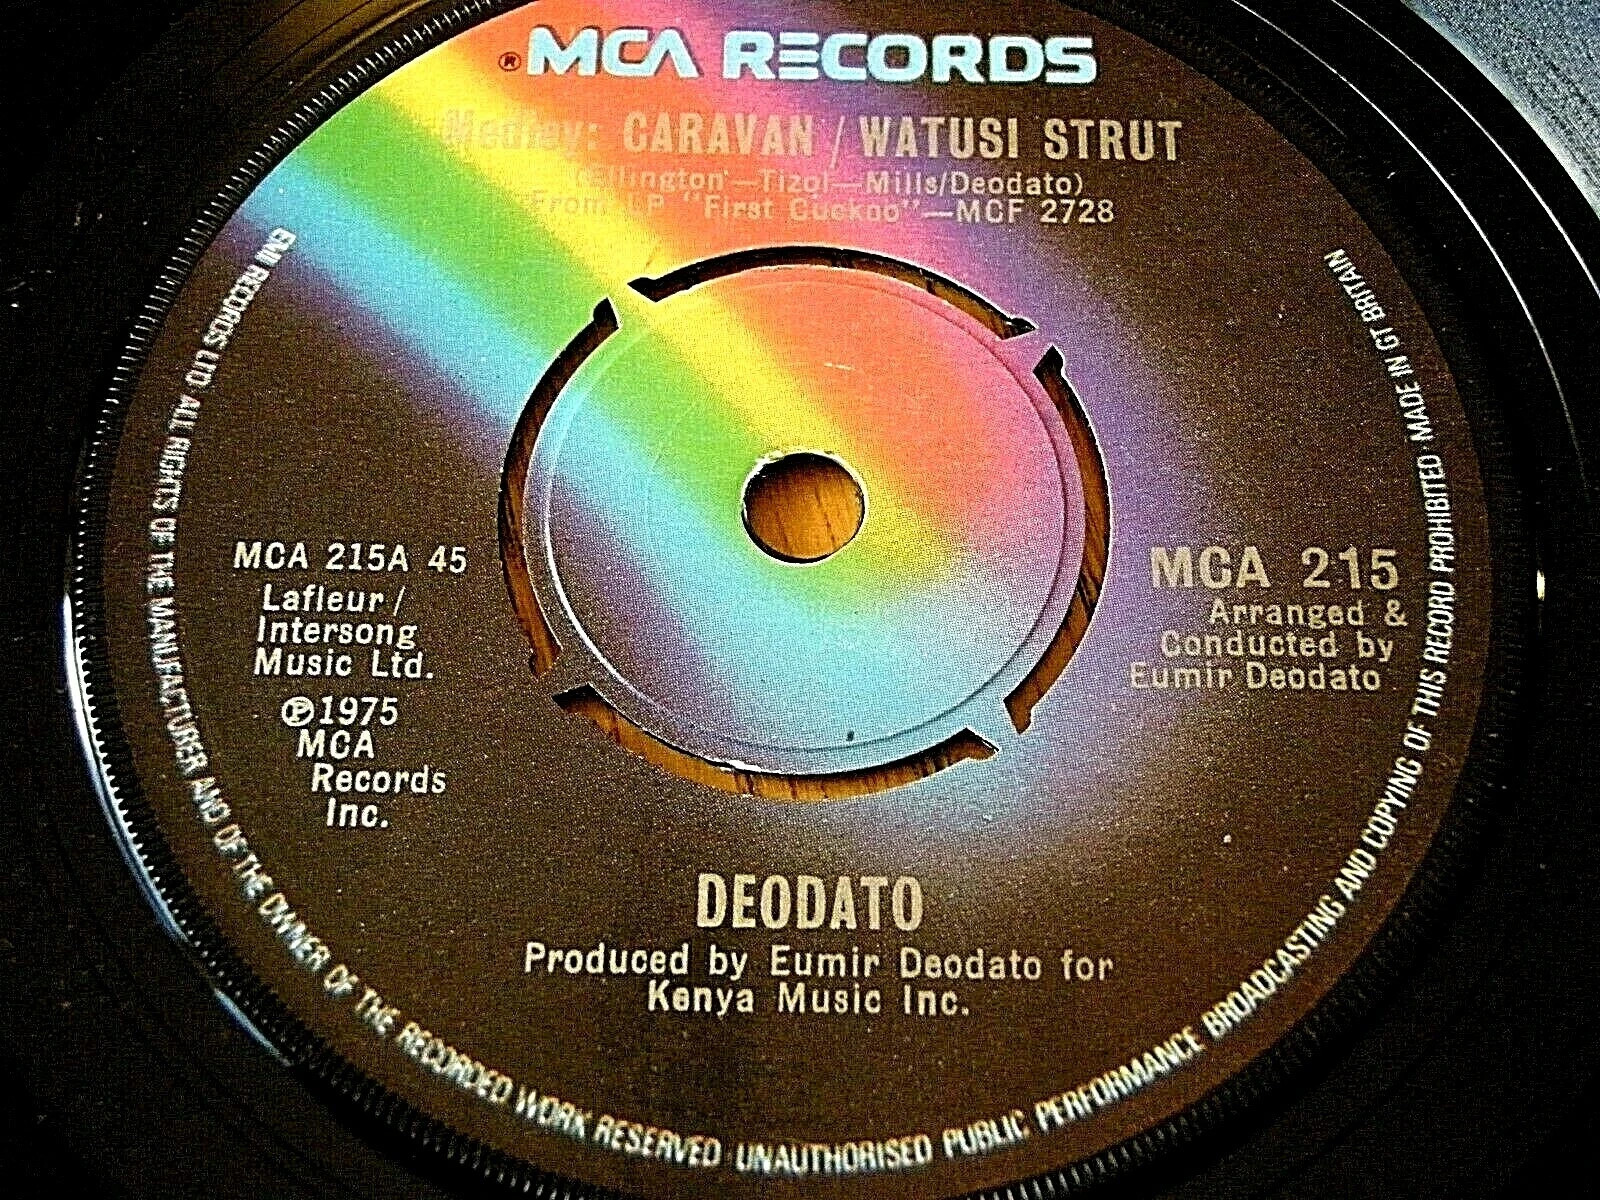 ® MCA RECORDS
Medley: CARAVAN / WATUSI STRUT
(Ellington—Tizol—Mills/Deodato)
From LP "First Cuckoo"—MCF 2728
MCA 215A 45
Lafleur /
Intersong
Music Ltd.
℗ 1975
MCA
Records
Inc.
MCA 215
Arranged &
Conducted by
Eumir Deodato
DEODATO
Produced by Eumir Deodato for
Kenya Music Inc.
EMI RECORDS LTD ALL RIGHTS OF THE MANUFACTURER AND OF THE OWNER OF THE RECORDED WORK RESERVED UNAUTHORISED PUBLIC PERFORMANCE BROADCASTING AND COPYING OF THIS RECORD PROHIBITED MADE IN GT BRITAIN